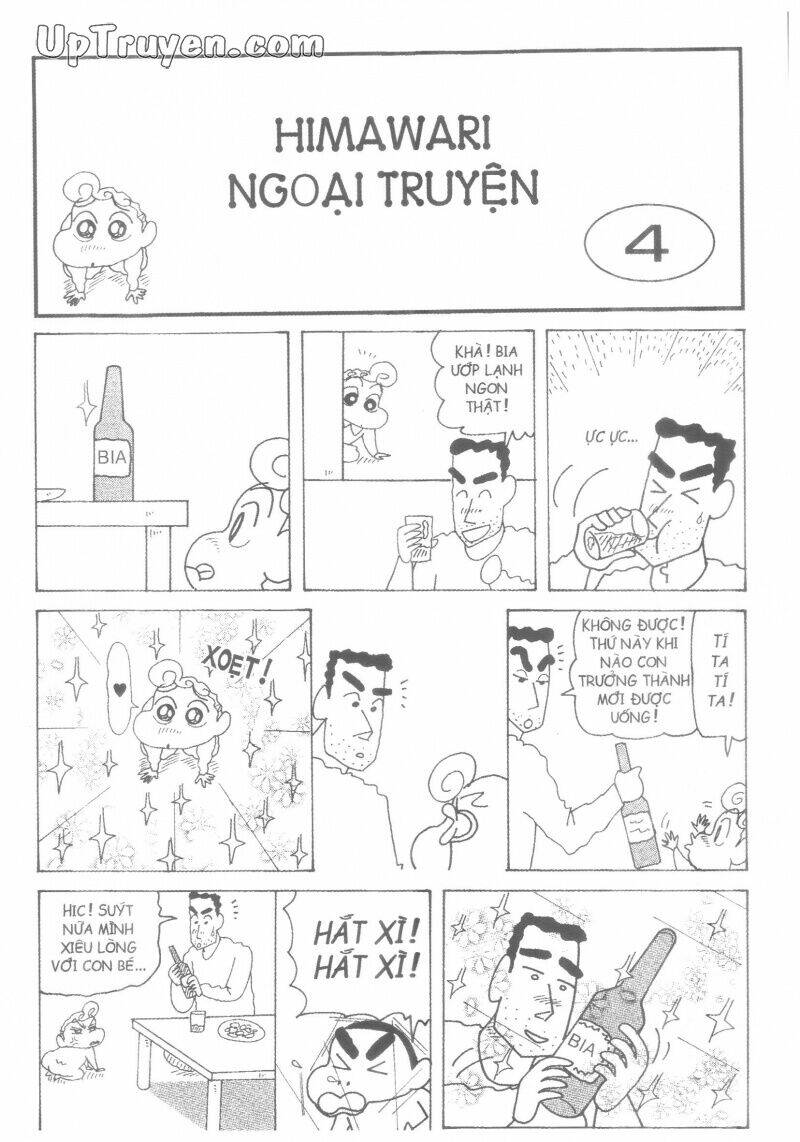 UpTruyen.com
HIMAWARI
NGOẠI TRUYỆN
4
BIA
KHÀ! BIA
ƯỚP LẠNH
NGON
THẬT!
ỰC ỰC...
XOẸT!
♥
KHÔNG ĐƯỢC!
THỨ NÀY KHI
NÀO CON
TRƯỞNG THÀNH
MỚI ĐƯỢC
UỐNG!
TÍ
TA
TÍ
TA!
HIC! SUÝT
NỮA MÌNH
XIÊU LÒNG
VỚI CON BÉ...
HẮT XÌ!
HẮT XÌ!
BIA